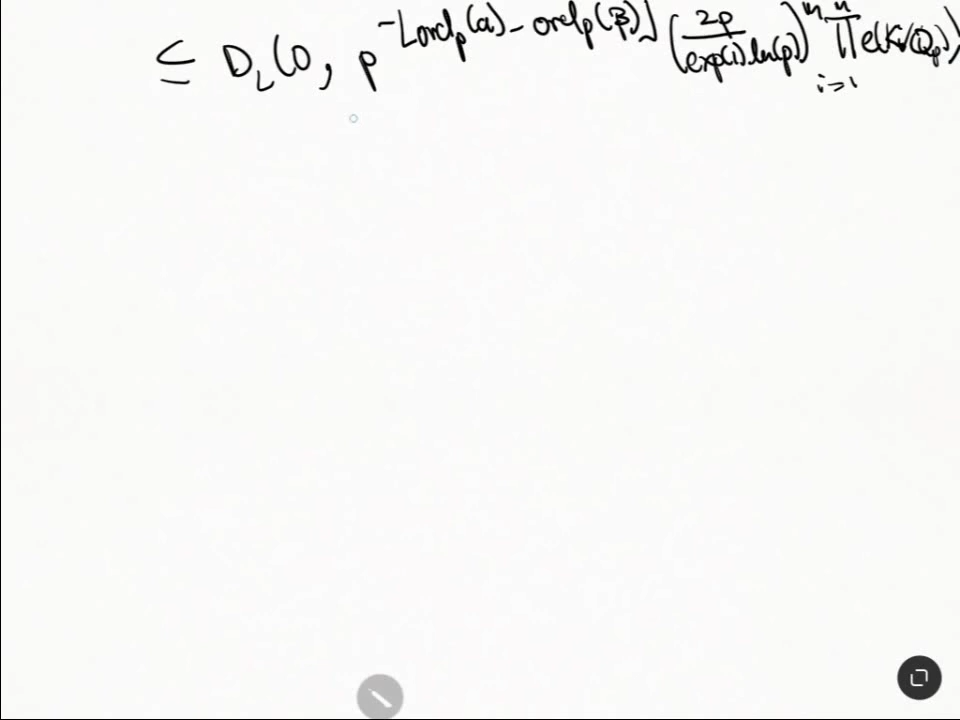 ⊆ D_L(0, p^{-⌊ord_p(a) - ord_p(β)⌋} (2p/(exp(1).ln(p)))^n ∏_{i=1}^n e(K_i/ℚ_p))